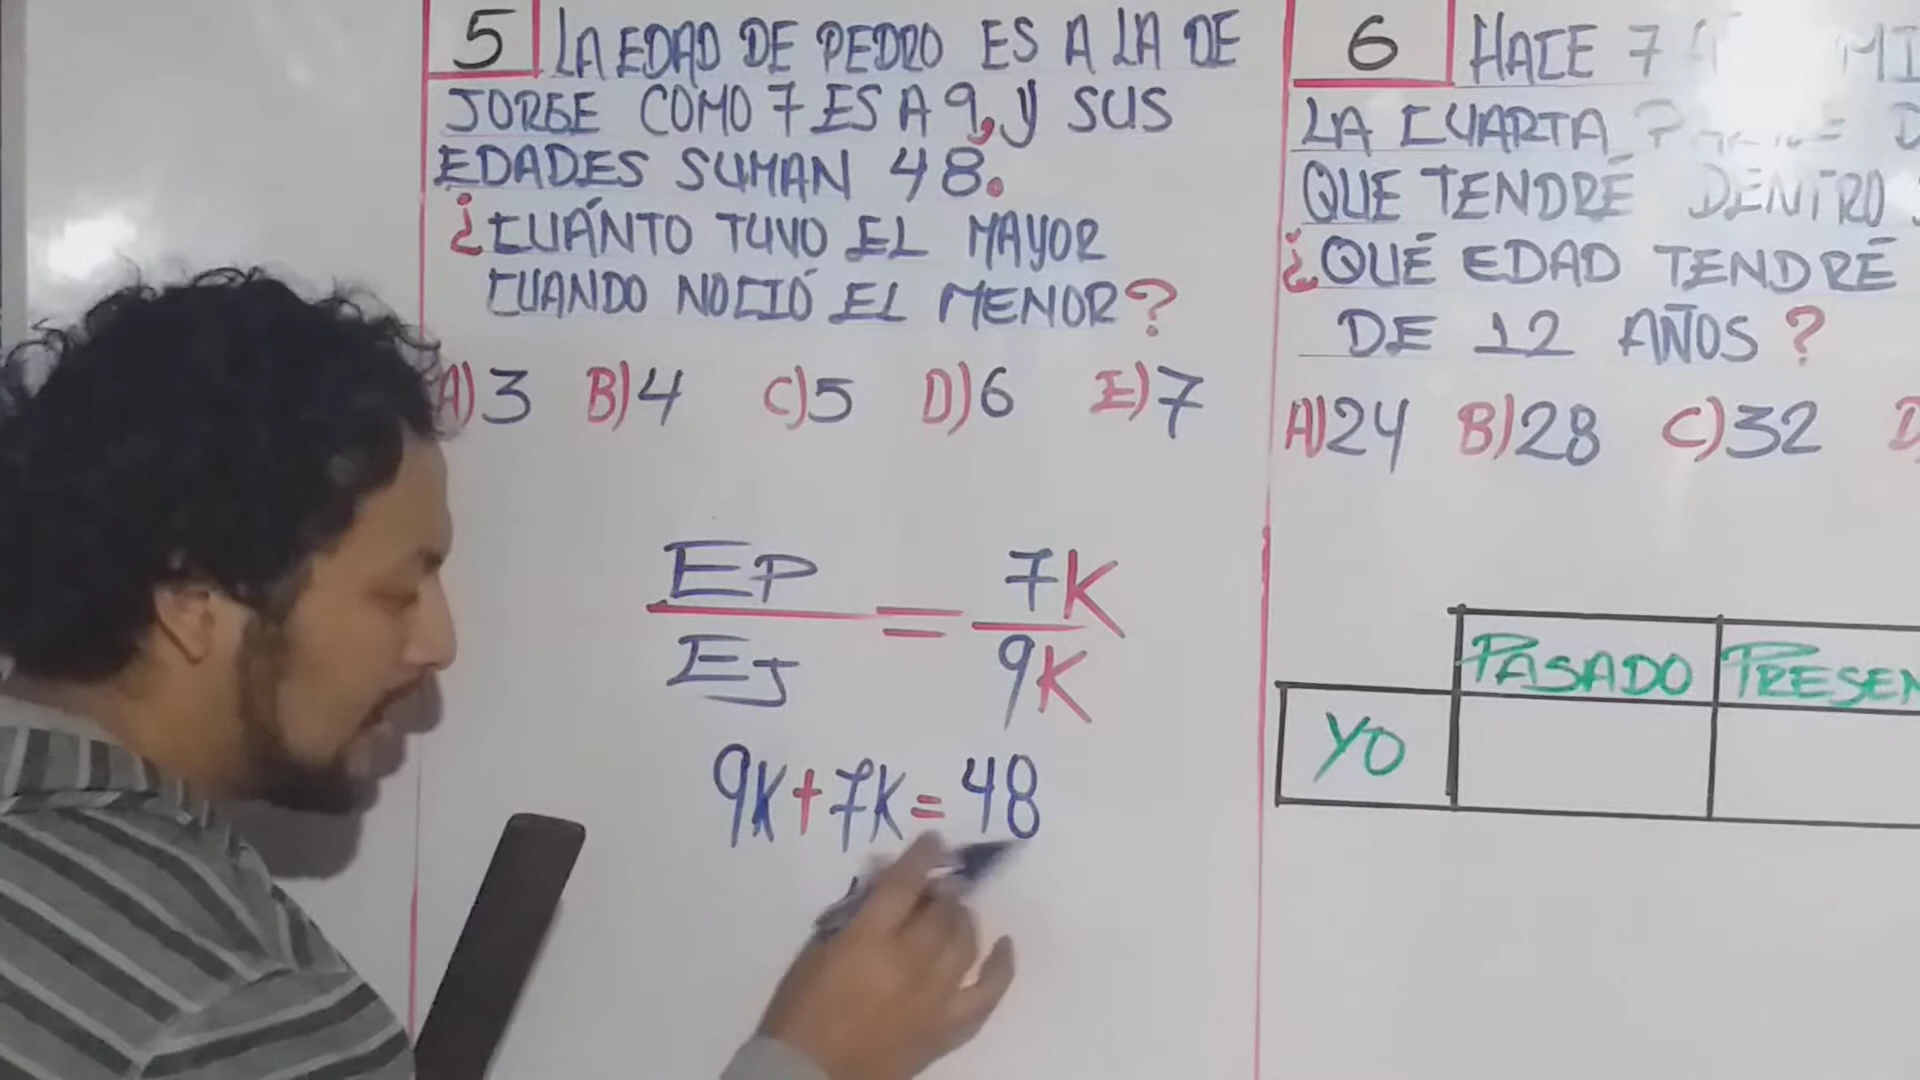 5 LA EDAD DE PEDRO ES A LA DE
JORGE COMO 7 ES A 9, Y SUS
EDADES SUMAN 48.
¿CUÁNTO TUVO EL MAYOR
CUANDO NOCIÓ EL MENOR?
A)3 B)4 C)5 D)6 E)7
EP = 7K
EJ 9K
9K+7K=48
6 HACE 7
LA CUARTA
QUE TENDRÉ DENTRO
¿QUÉ EDAD TENDRÉ
DE 12 AÑOS?
A)24 B)28 C)32
PASADO PRESEN
YO